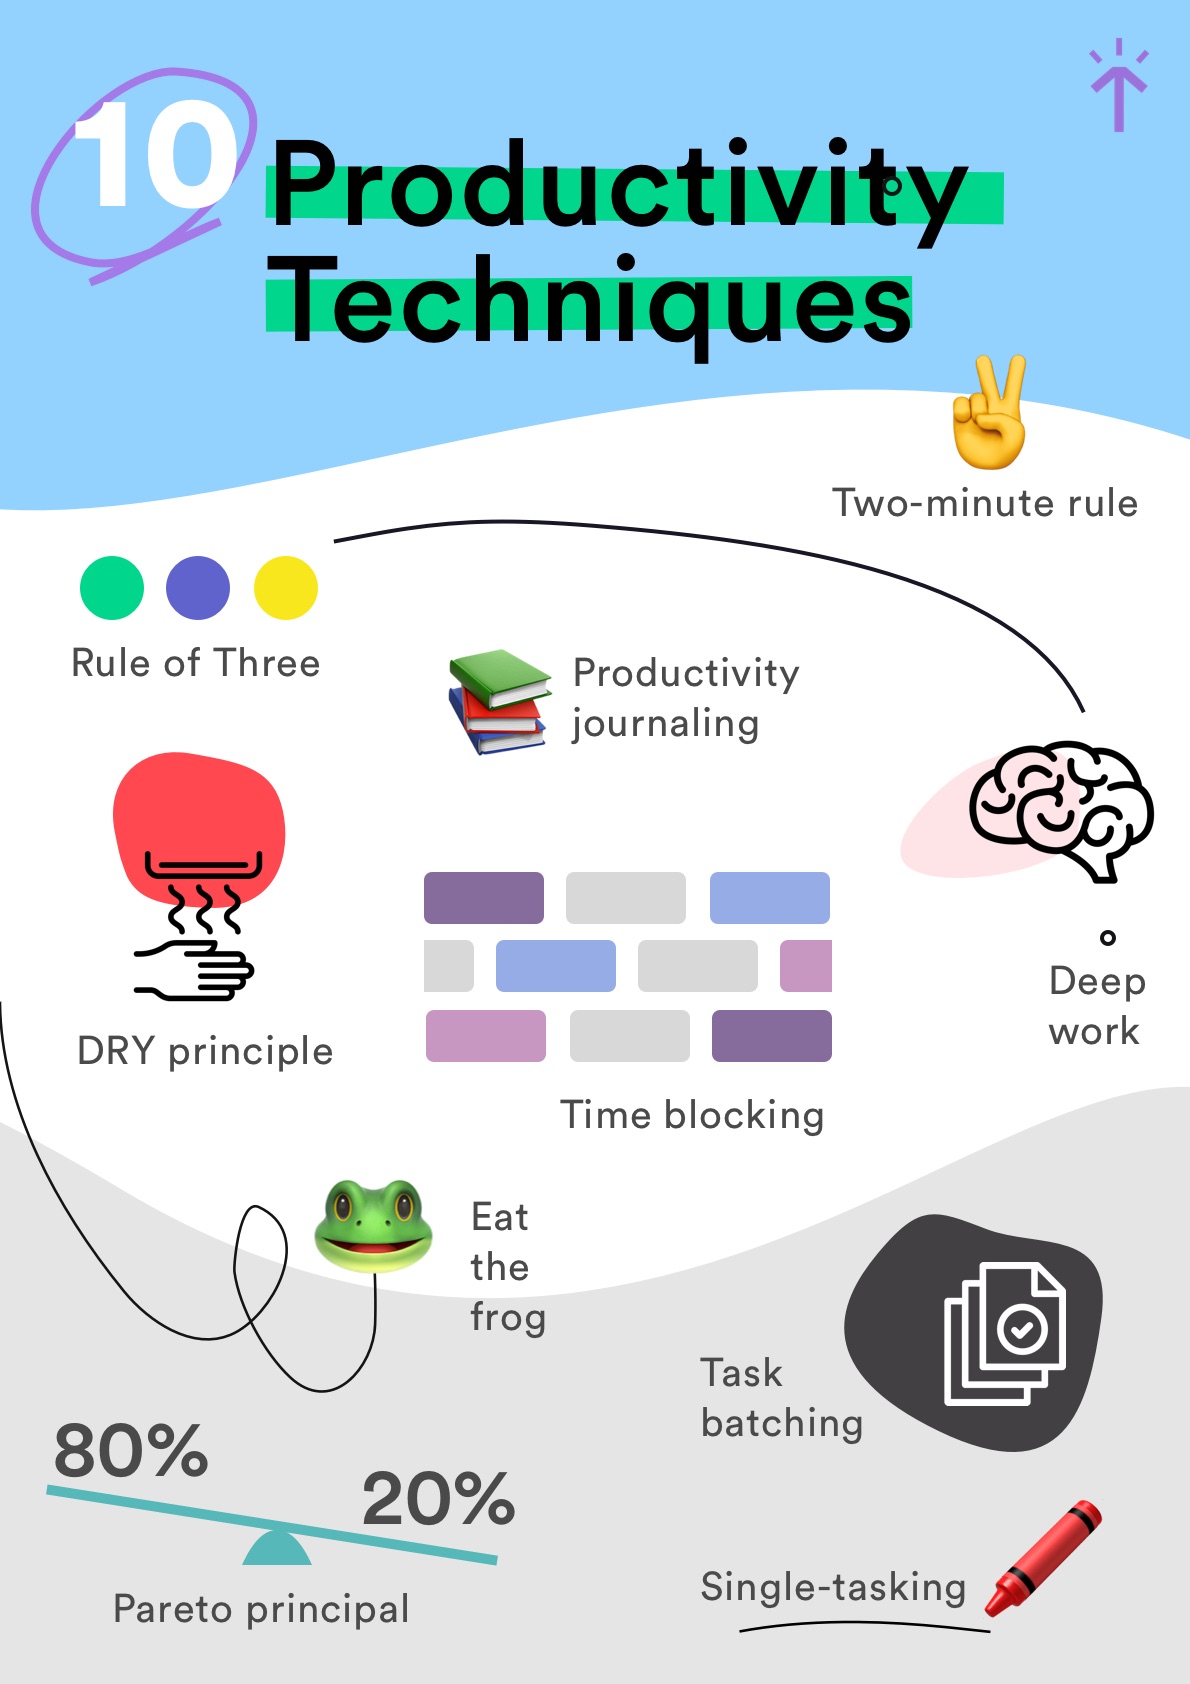 10
Productivity
Techniques
Two-minute rule
Rule of Three
Productivity
journaling
DRY principle
Deep
work
Time blocking
Eat
the
frog
Task
batching
80%
20%
Pareto principal
Single-tasking